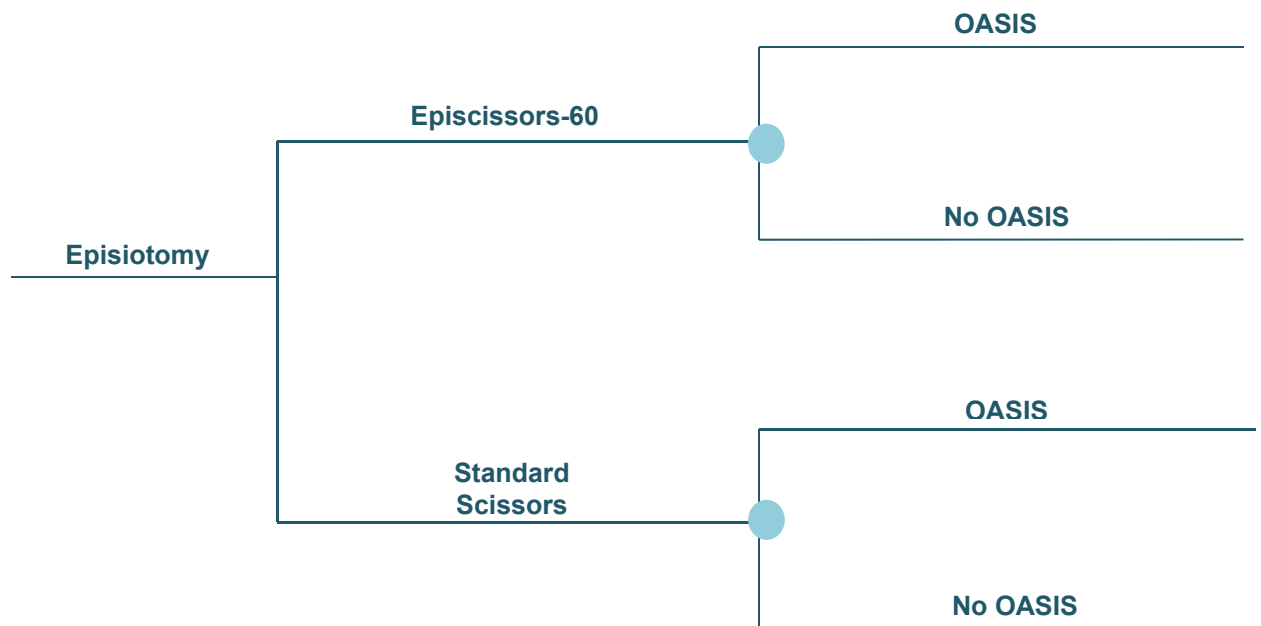 OASIS
Episcissors-60
No OASIS
Episiotomy
OASIS
Standard
Scissors
No OASIS